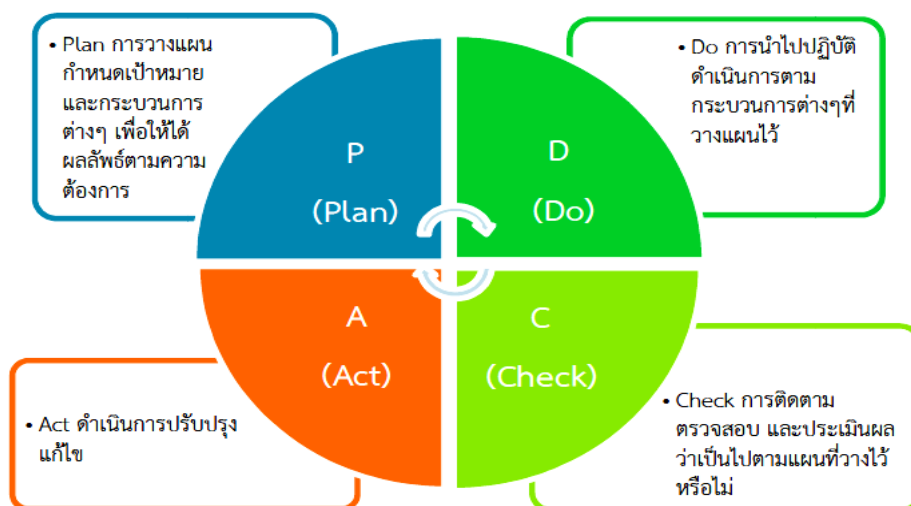 • Plan การวางแผน
กำหนดเป้าหมาย
และกระบวนการ
ต่างๆ เพื่อให้ได้
ผลลัพธ์ตามความ
ต้องการ
P
(Plan)
D
(Do)
• Do การนำไปปฏิบัติ
ดำเนินการตาม
กระบวนการต่างๆที่
วางแผนไว้
A
(Act)
C
(Check)
• Act ดำเนินการปรับปรุง
แก้ไข
• Check การติดตาม
ตรวจสอบ และประเมินผล
ว่าเป็นไปตามแผนที่วางไว้
หรือไม่